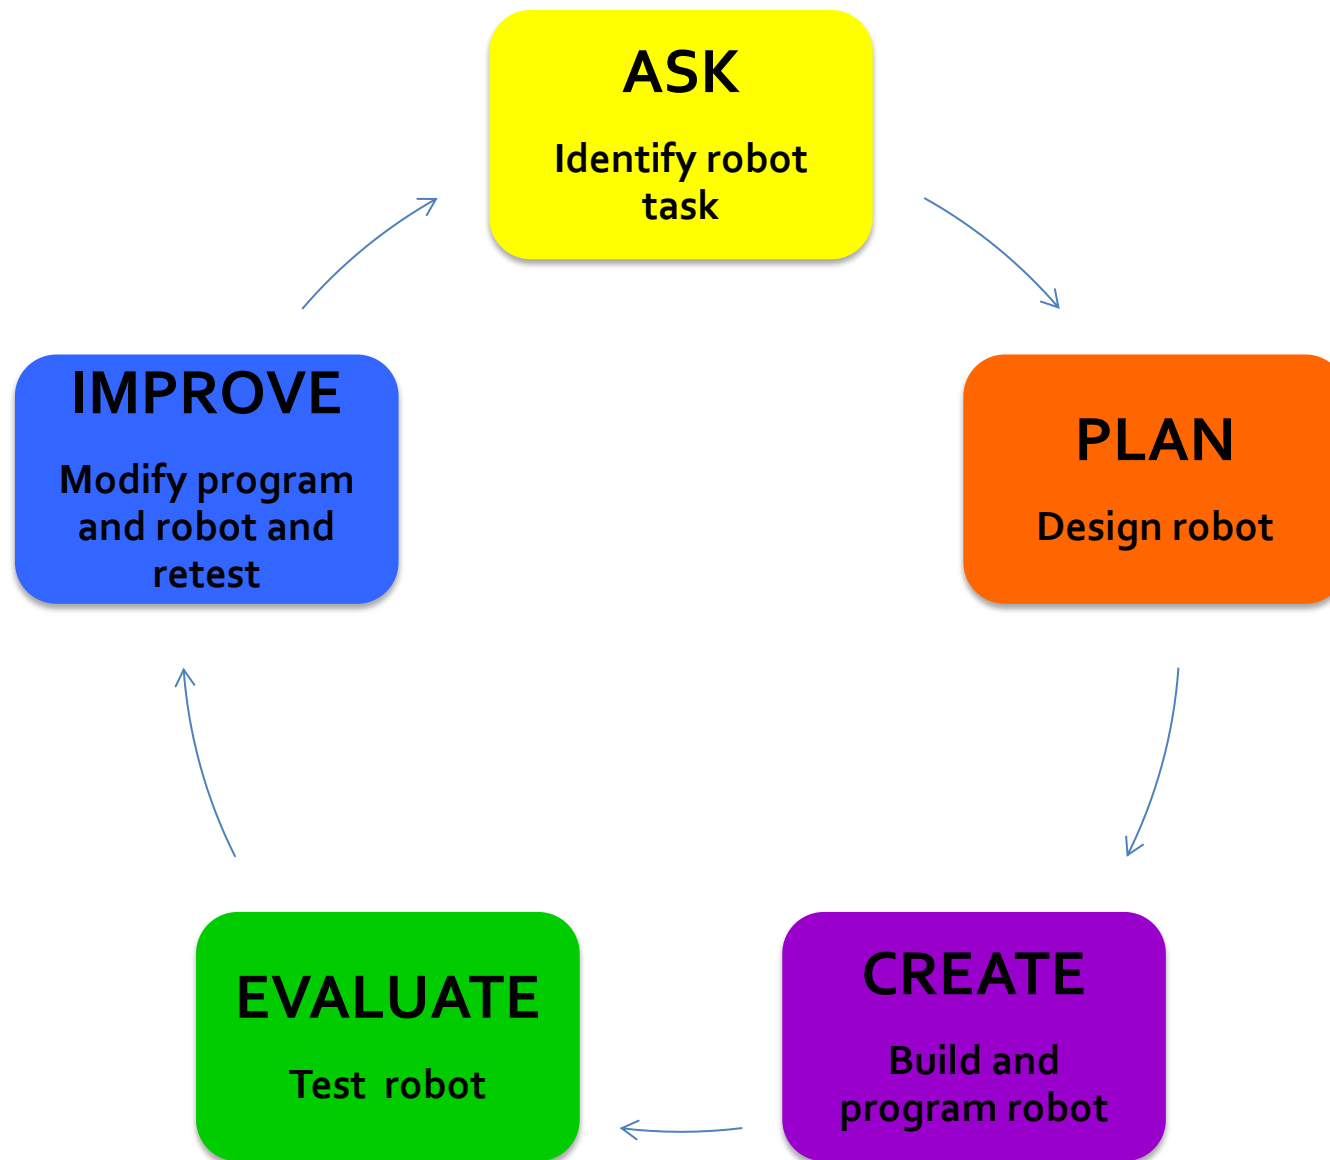 ASK
Identify robot
task
PLAN
Design robot
CREATE
Build and
program robot
EVALUATE
Test  robot
IMPROVE
Modify program
and robot and
retest